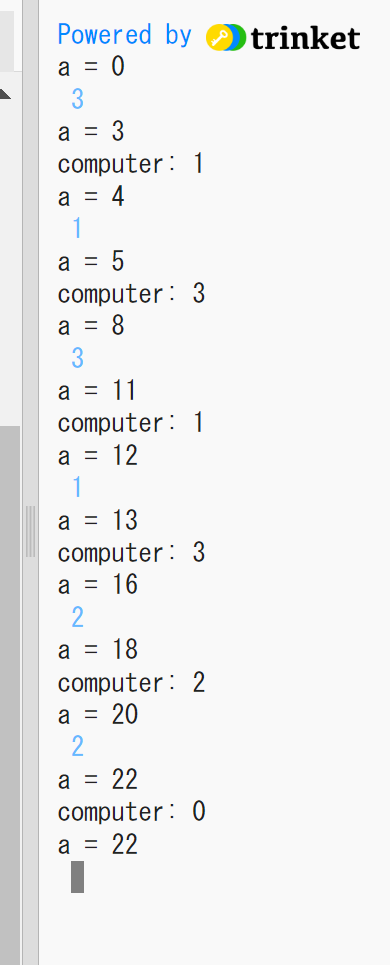 Powered by trinket
a = 0
3
a = 3
computer: 1
a = 4
1
a = 5
computer: 3
a = 8
3
a = 11
computer: 1
a = 12
1
a = 13
computer: 3
a = 16
2
a = 18
computer: 2
a = 20
2
a = 22
computer: 0
a = 22